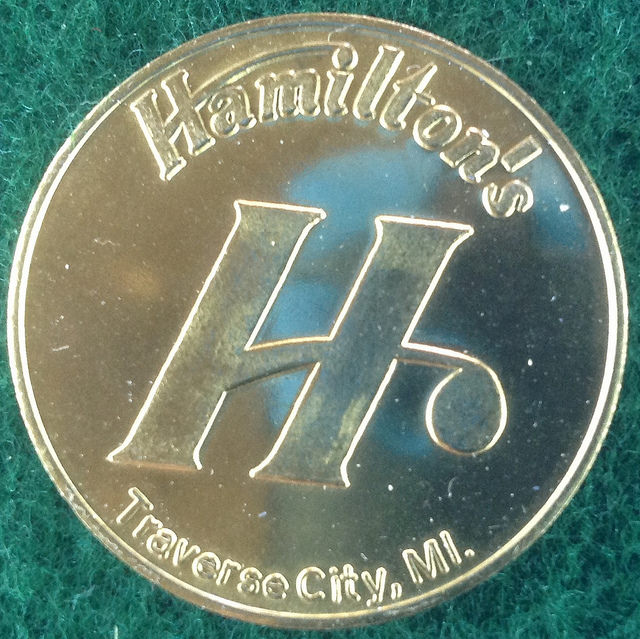 Hamilton's
H
Traverse City, MI.